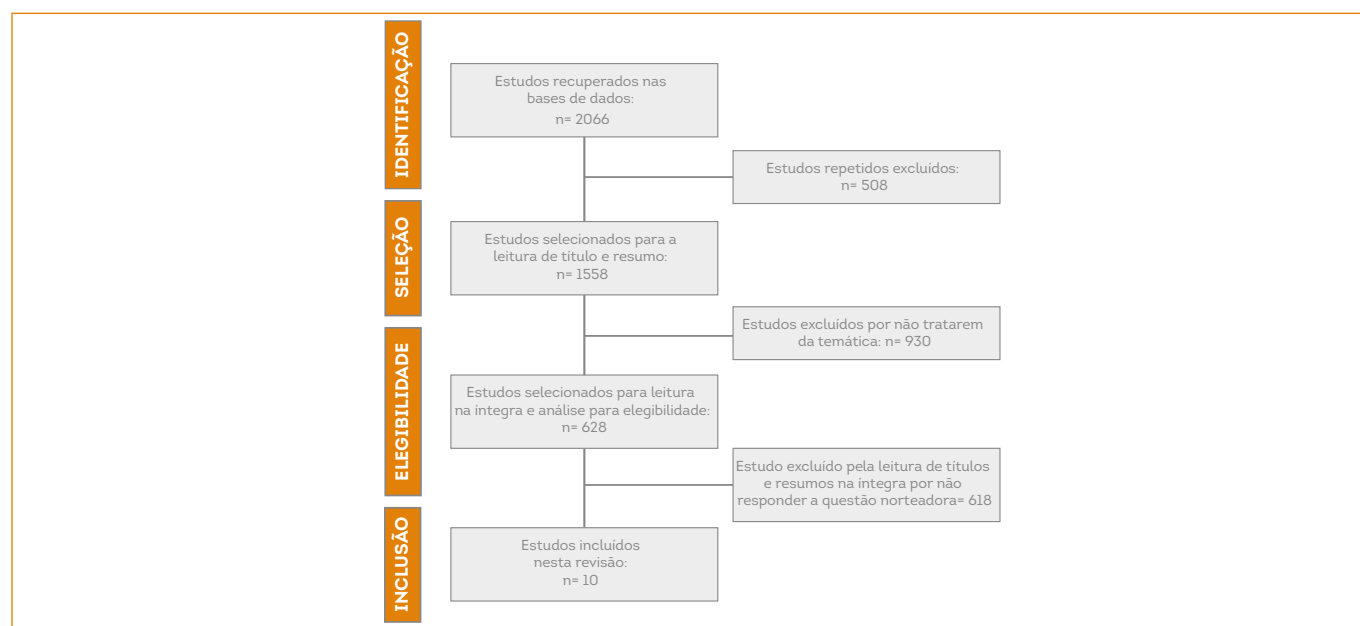 IDENTIFICAÇÃO
Estudos recuperados nas
bases de dados:
n= 2066
Estudos repetidos excluídos:
n= 508
SELEÇÃO
Estudos selecionados para a
leitura de título e resumo:
n= 1558
Estudos excluídos por não tratarem
da temática: n= 930
ELEGIBILIDADE
Estudos selecionados para leitura
na íntegra e análise para elegibilidade:
n= 628
Estudo excluído pela leitura de títulos
e resumos na íntegra por não
responder a questão norteadora= 618
INCLUSÃO
Estudos incluídos
nesta revisão:
n= 10